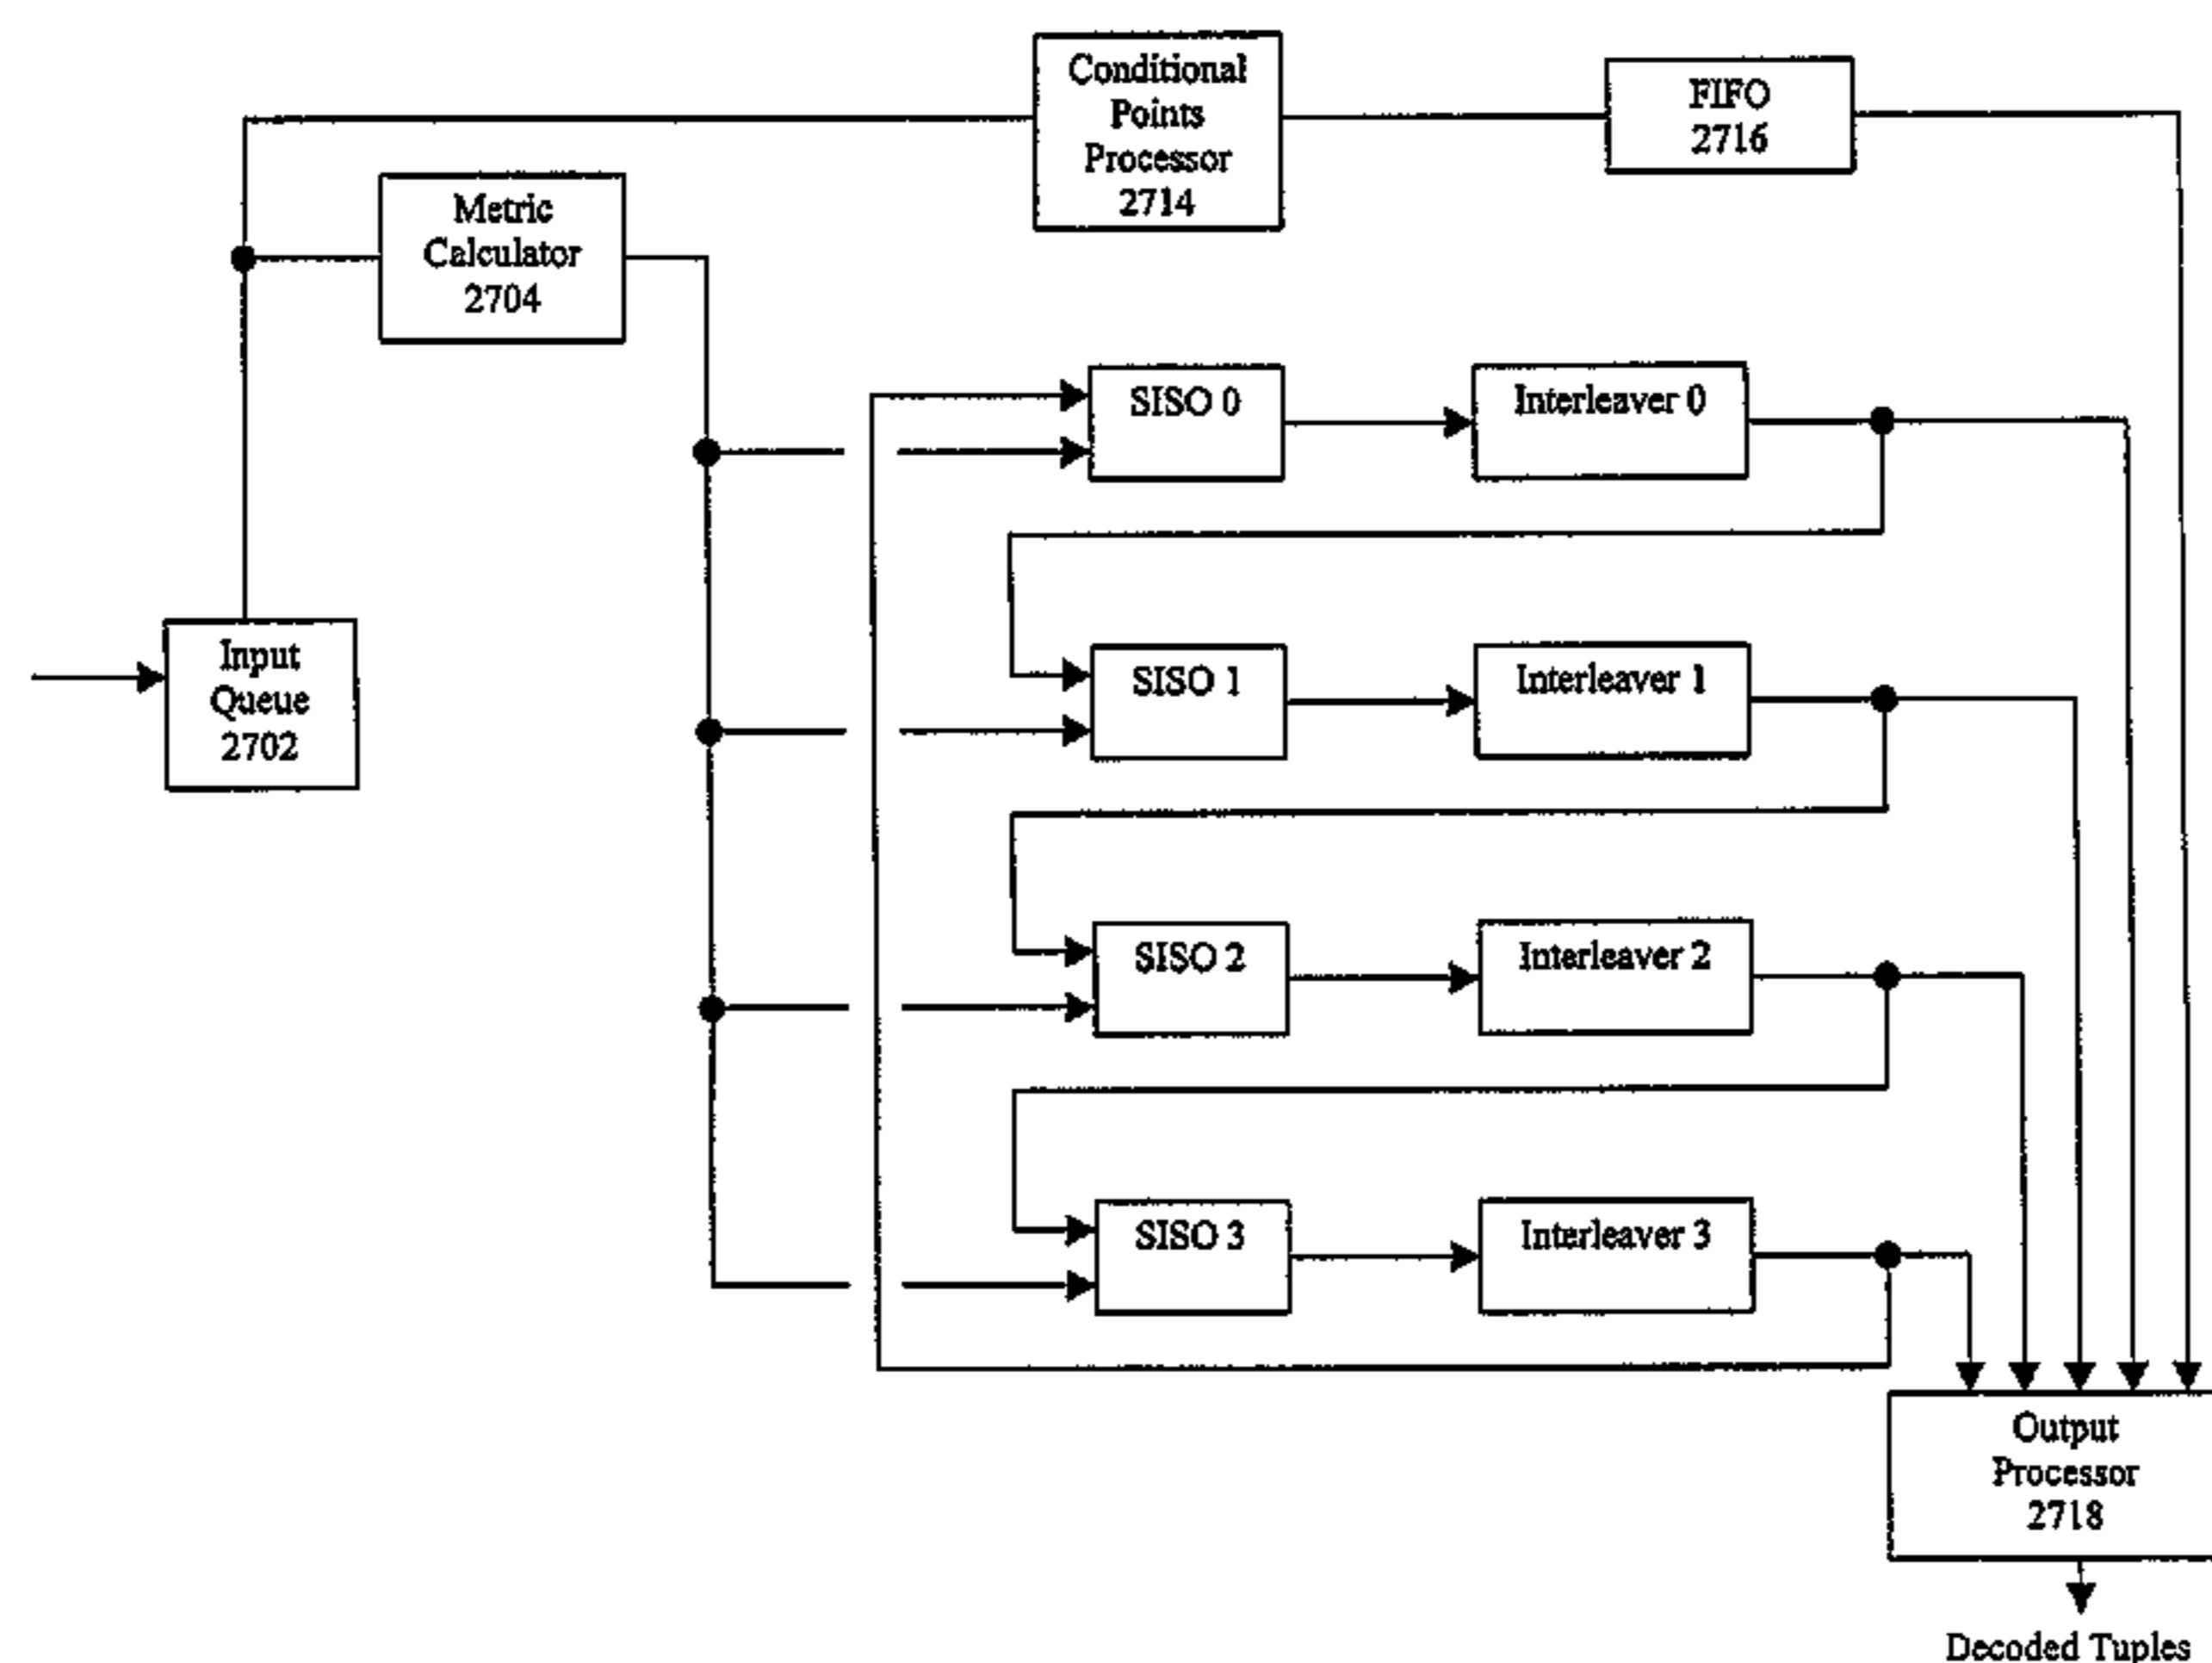 Conditional
Points
Processor
2714
FIFO
2716
Metric
Calculator
2704
SISO 0
Interleaver 0
Input
Queue
2702
SISO 1
Interleaver 1
SISO 2
Interleaver 2
SISO 3
Interleaver 3
Output
Processor
2718
Decoded Tuples